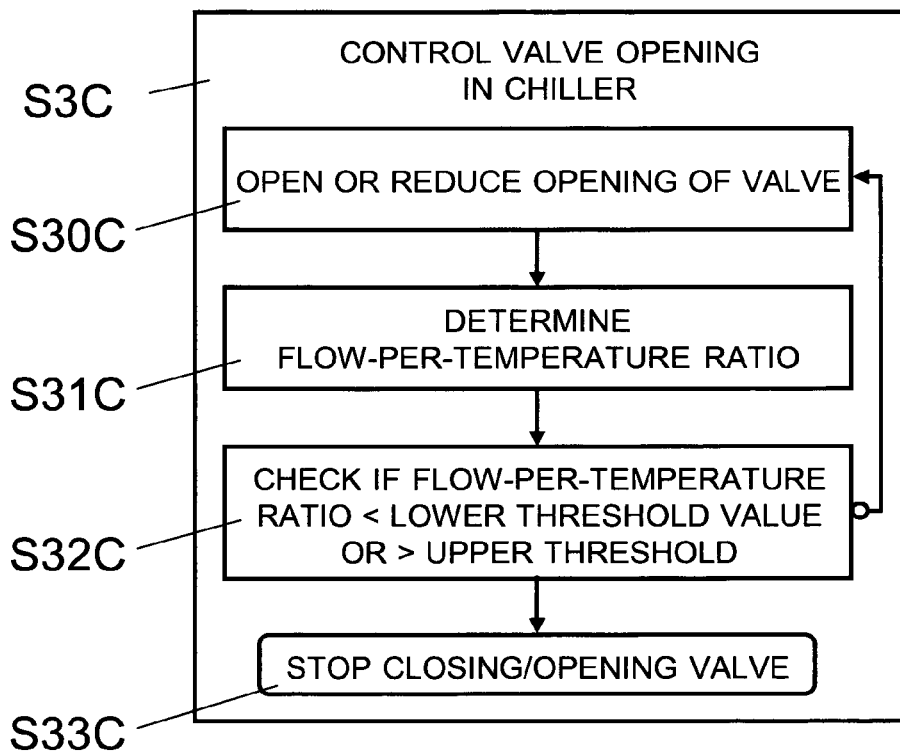 CONTROL VALVE OPENING
IN CHILLER
S3C
OPEN OR REDUCE OPENING OF VALVE
S30C
DETERMINE
FLOW-PER-TEMPERATURE RATIO
S31C
CHECK IF FLOW-PER-TEMPERATURE
RATIO < LOWER THRESHOLD VALUE
OR > UPPER THRESHOLD
S32C
STOP CLOSING/OPENING VALVE
S33C